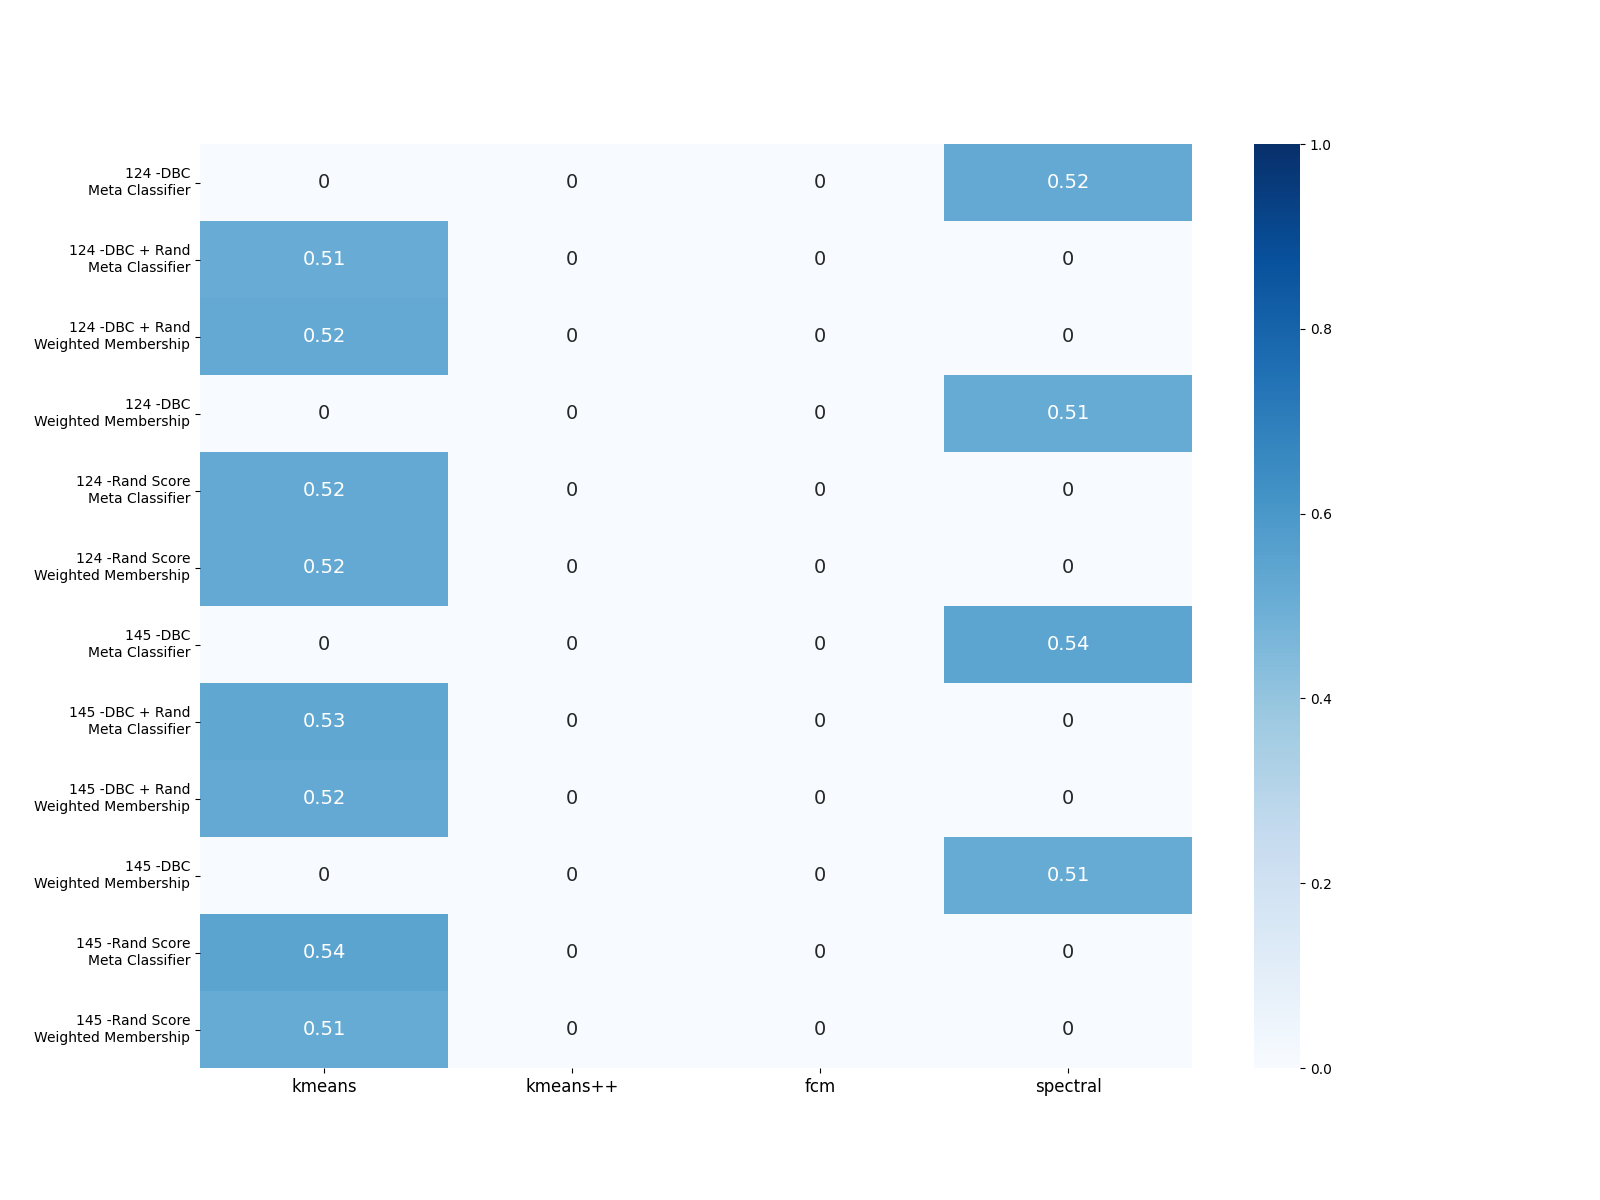 124 -DBC
Meta Classifier
0 0 0 0.52
124 -DBC + Rand
Meta Classifier
0.51 0 0 0
124 -DBC + Rand
Weighted Membership
0.52 0 0 0
124 -DBC
Weighted Membership
0 0 0 0.51
124 -Rand Score
Meta Classifier
0.52 0 0 0
124 -Rand Score
Weighted Membership
0.52 0 0 0
145 -DBC
Meta Classifier
0 0 0 0.54
145 -DBC + Rand
Meta Classifier
0.53 0 0 0
145 -DBC + Rand
Weighted Membership
0.52 0 0 0
145 -DBC
Weighted Membership
0 0 0 0.51
145 -Rand Score
Meta Classifier
0.54 0 0 0
145 -Rand Score
Weighted Membership
0.51 0 0 0
kmeans kmeans++ fcm spectral
1.0
0.8
0.6
0.4
0.2
0.0